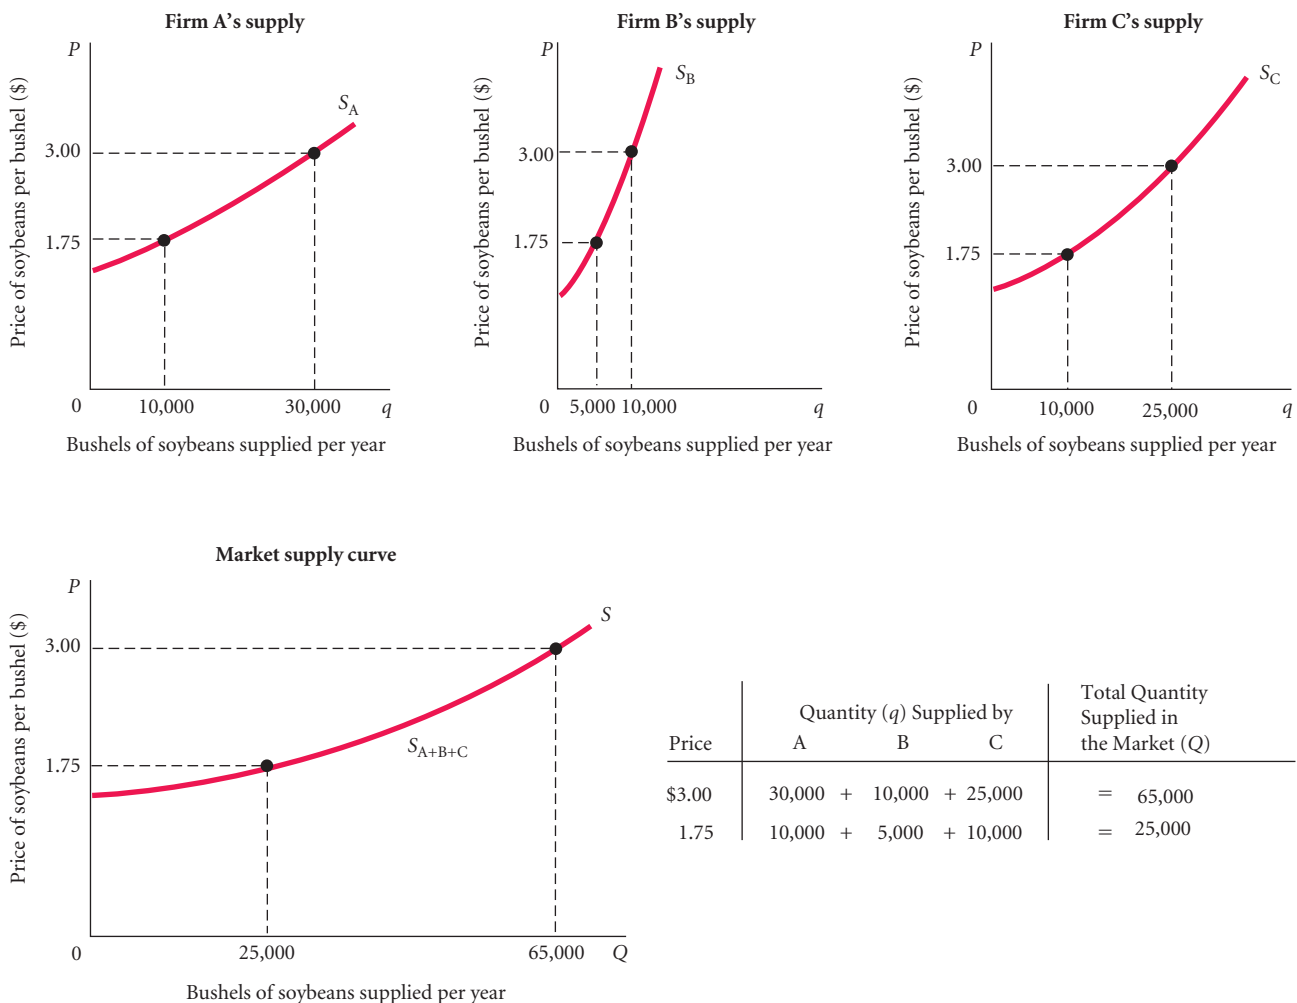 Firm A's supply
P
Price of soybeans per bushel ($)
S_A
3.00
1.75
0
10,000
30,000
q
Bushels of soybeans supplied per year
Firm B's supply
P
Price of soybeans per bushel ($)
S_B
3.00
1.75
0
5,000
10,000
q
Bushels of soybeans supplied per year
Firm C's supply
P
Price of soybeans per bushel ($)
S_C
3.00
1.75
0
10,000
25,000
q
Bushels of soybeans supplied per year
Market supply curve
P
Price of soybeans per bushel ($)
S
3.00
S_A+B+C
1.75
0
25,000
65,000
Q
Bushels of soybeans supplied per year
Quantity (q) Supplied by
Total Quantity
Supplied in
the Market (Q)
Price A B C
$3.00 30,000 + 10,000 + 25,000 = 65,000
1.75 10,000 + 5,000 + 10,000 = 25,000